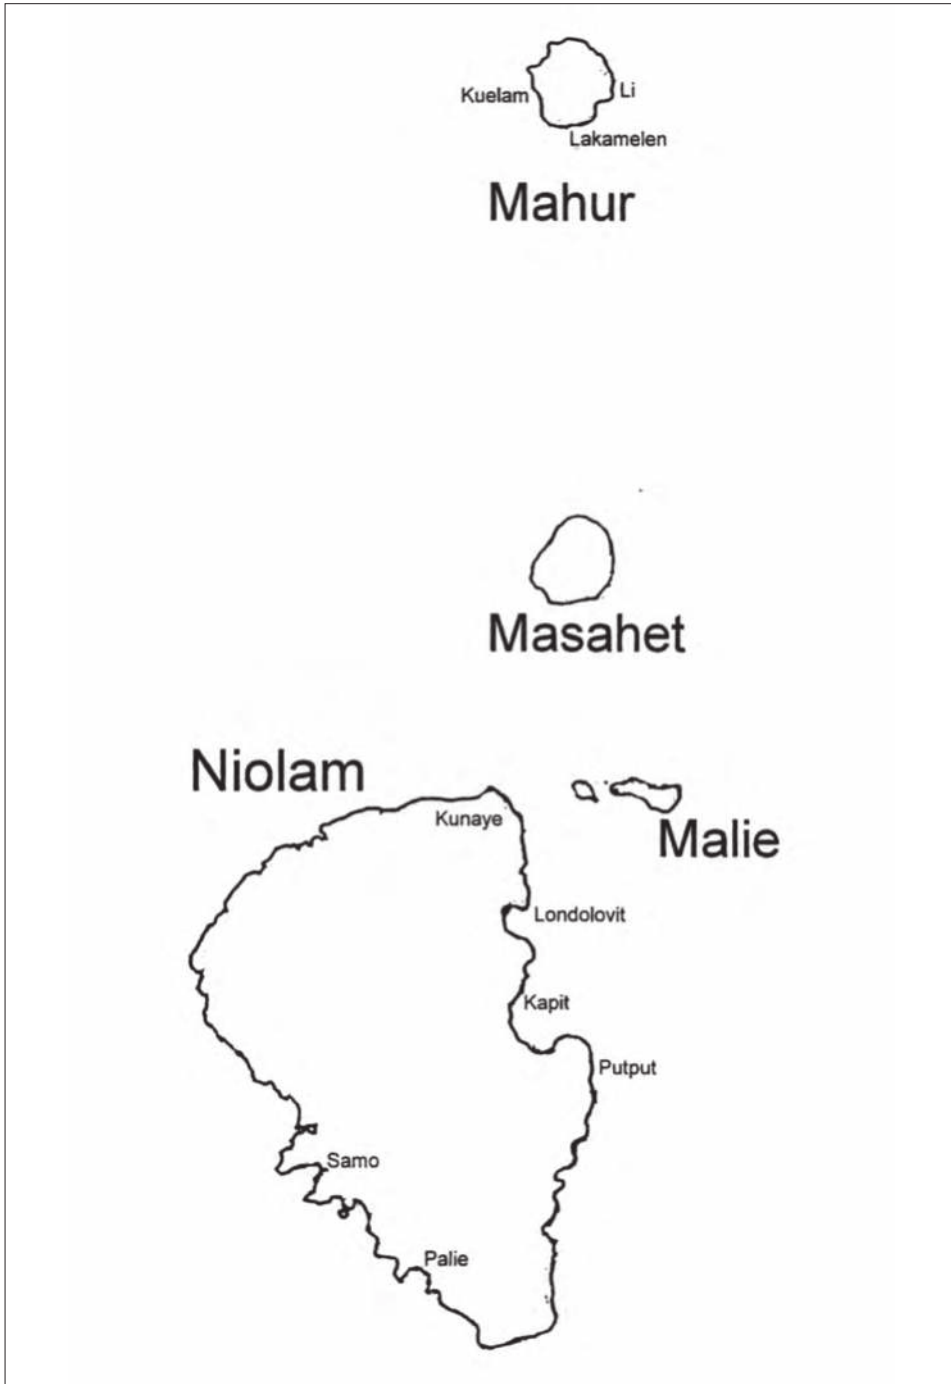 Kuelam
Li
Lakamelen
Mahur
Masahet
Niolam
Malie
Kunaye
Londolovit
Kapit
Putput
Samo
Palie